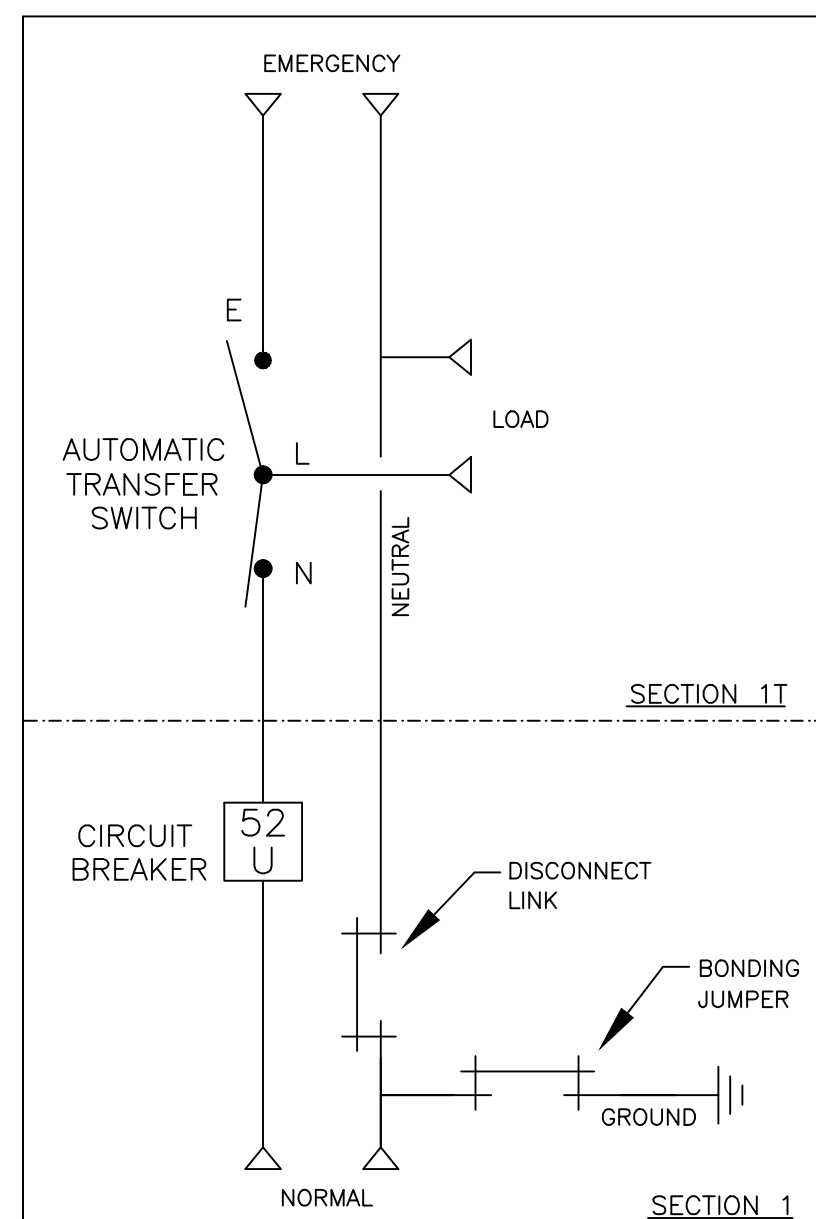 EMERGENCY
E
LOAD
AUTOMATIC
TRANSFER
SWITCH
L
N
NEUTRAL
SECTION 1T
CIRCUIT
BREAKER
52
U
DISCONNECT
LINK
BONDING
JUMPER
GROUND
NORMAL
SECTION 1